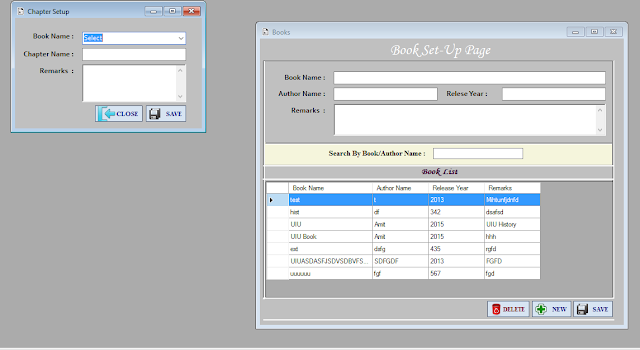 Chapter Setup
Book Name :
Select
Chapter Name :
Remarks :
CLOSE
SAVE
Books
Book Set-Up Page
Book Name :
Author Name :
Relese Year :
Remarks :
Search By Book/Author Name :
Book List
Book Name Author Name Release Year Remarks
test t 2013
hist df 342 dsafsd
UIU Amit 2015 UIU History
UIU Book Amit 2015 hhh
ext dsfg 435 rgfd
UIUASDASFJSDVSDBVFS... SDFGDF 2013 FGFD
uuuuuu fgf 567 fgd
DELETE
NEW
SAVE